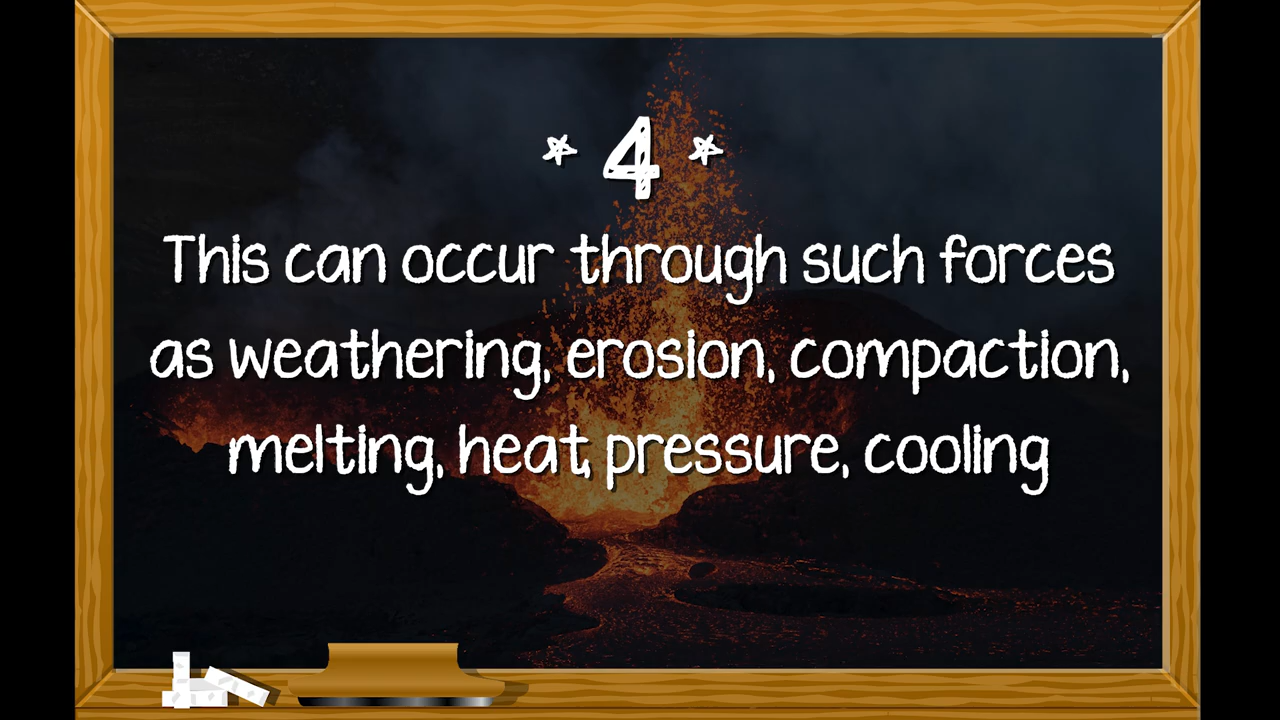 * 4 *
This can occur through such forces
as weathering, erosion, compaction,
melting, heat, pressure, cooling